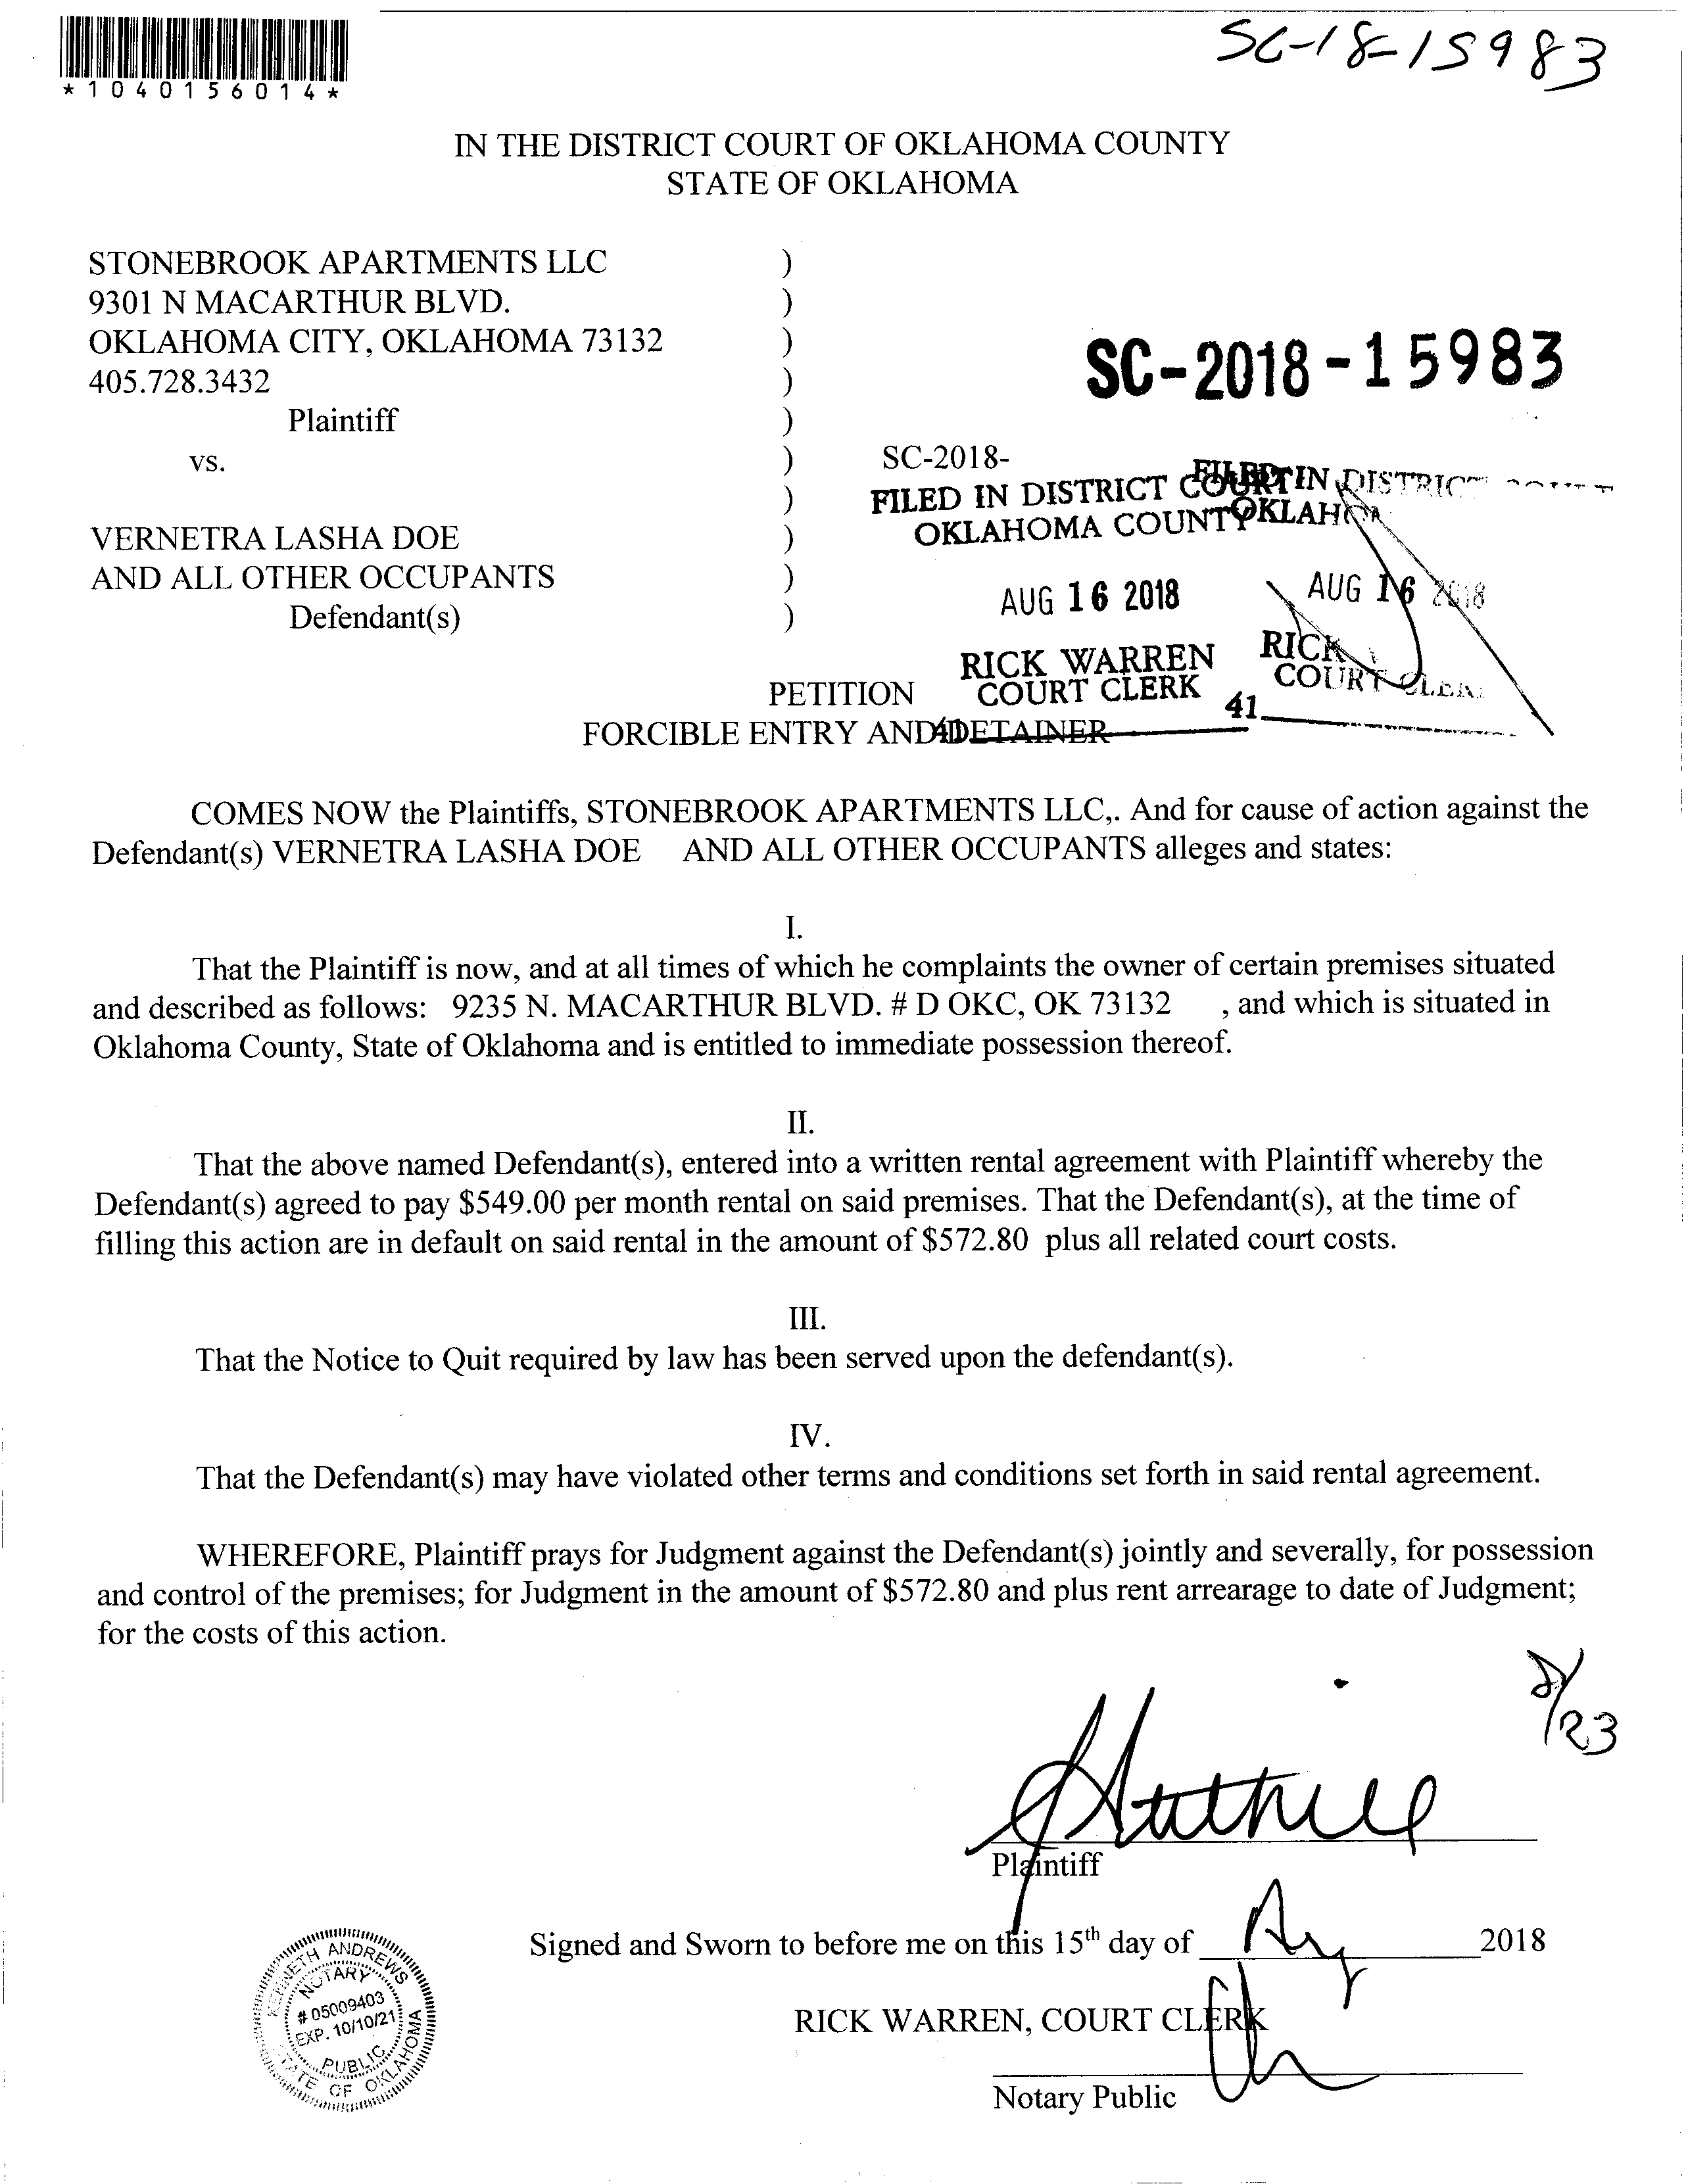 SC-18-15983
*1040156014*
IN THE DISTRICT COURT OF OKLAHOMA COUNTY
STATE OF OKLAHOMA
STONEBROOK APARTMENTS LLC )
9301 N MACARTHUR BLVD. )
OKLAHOMA CITY, OKLAHOMA 73132 )
405.728.3432 )
SC-2018-15983
Plaintiff )
vs. ) SC-2018-
FILED IN DISTRICT COURT FILED IN DISTRICT
) OKLAHOMA COUNTY OKLAHO
VERNETRA LASHA DOE )
AND ALL OTHER OCCUPANTS )
AUG 16 2018 AUG 16 2018
Defendant(s) )
RICK WARREN RICK
COURT CLERK COURT CLERK
PETITION
41
FORCIBLE ENTRY AND DETAINER
41
COMES NOW the Plaintiffs, STONEBROOK APARTMENTS LLC,. And for cause of action against the
Defendant(s) VERNETRA LASHA DOE AND ALL OTHER OCCUPANTS alleges and states:
I.
That the Plaintiff is now, and at all times of which he complaints the owner of certain premises situated
and described as follows: 9235 N. MACARTHUR BLVD. # D OKC, OK 73132 , and which is situated in
Oklahoma County, State of Oklahoma and is entitled to immediate possession thereof.
II.
That the above named Defendant(s), entered into a written rental agreement with Plaintiff whereby the
Defendant(s) agreed to pay $549.00 per month rental on said premises. That the Defendant(s), at the time of
filling this action are in default on said rental in the amount of $572.80 plus all related court costs.
III.
That the Notice to Quit required by law has been served upon the defendant(s).
IV.
That the Defendant(s) may have violated other terms and conditions set forth in said rental agreement.
WHEREFORE, Plaintiff prays for Judgment against the Defendant(s) jointly and severally, for possession
and control of the premises; for Judgment in the amount of $572.80 and plus rent arrearage to date of Judgment;
for the costs of this action.
8/23
Plaintiff
Signed and Sworn to before me on this 15th day of Aug 2018
KENNETH ANDREWS
NOTARY
# 05009403
EXP. 10/10/21
PUBLIC
STATE OF OKLAHOMA
RICK WARREN, COURT CLERK
Notary Public